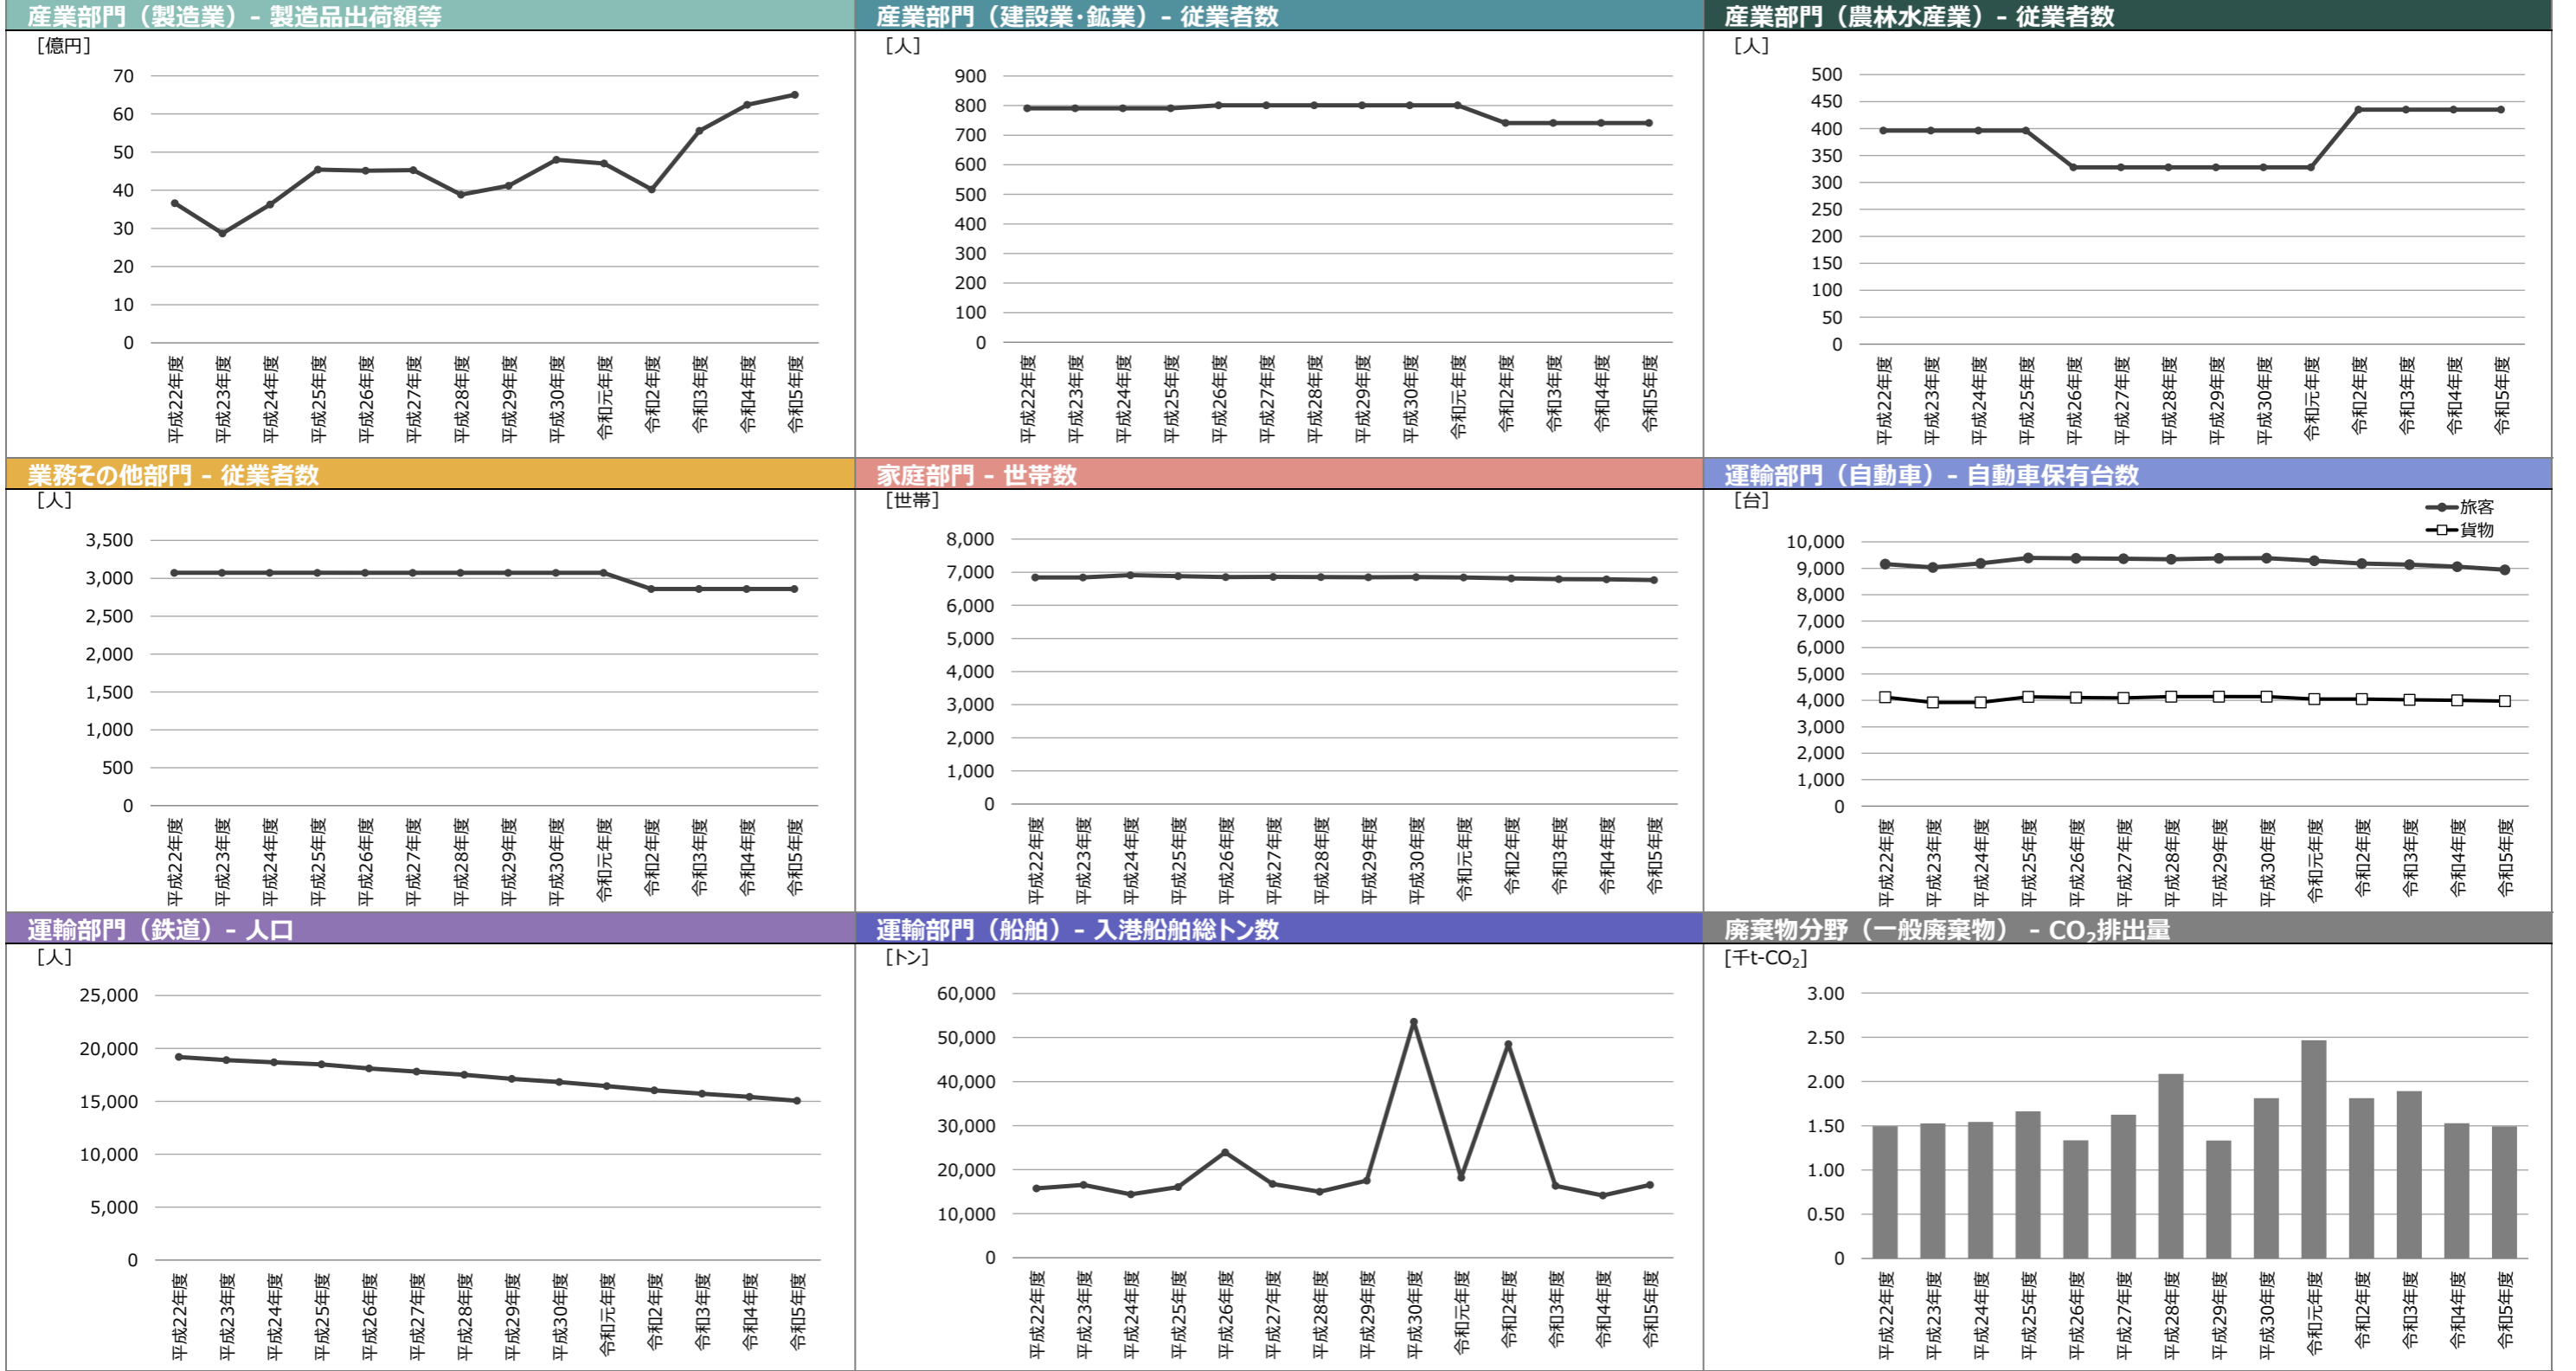 産業部門（製造業）- 製造品出荷額等
[億円]
70
60
50
40
30
20
10
0
平成22年度
平成23年度
平成24年度
平成25年度
平成26年度
平成27年度
平成28年度
平成29年度
平成30年度
令和元年度
令和2年度
令和3年度
令和4年度
令和5年度
産業部門（建設業･鉱業）- 従業者数
[人]
900
800
700
600
500
400
300
200
100
0
平成22年度
平成23年度
平成24年度
平成25年度
平成26年度
平成27年度
平成28年度
平成29年度
平成30年度
令和元年度
令和2年度
令和3年度
令和4年度
令和5年度
産業部門（農林水産業）- 従業者数
[人]
500
450
400
350
300
250
200
150
100
50
0
平成22年度
平成23年度
平成24年度
平成25年度
平成26年度
平成27年度
平成28年度
平成29年度
平成30年度
令和元年度
令和2年度
令和3年度
令和4年度
令和5年度
業務その他部門 - 従業者数
[人]
3,500
3,000
2,500
2,000
1,500
1,000
500
0
平成22年度
平成23年度
平成24年度
平成25年度
平成26年度
平成27年度
平成28年度
平成29年度
平成30年度
令和元年度
令和2年度
令和3年度
令和4年度
令和5年度
家庭部門 - 世帯数
[世帯]
8,000
7,000
6,000
5,000
4,000
3,000
2,000
1,000
0
平成22年度
平成23年度
平成24年度
平成25年度
平成26年度
平成27年度
平成28年度
平成29年度
平成30年度
令和元年度
令和2年度
令和3年度
令和4年度
令和5年度
運輸部門（自動車）- 自動車保有台数
[台]
旅客
貨物
10,000
9,000
8,000
7,000
6,000
5,000
4,000
3,000
2,000
1,000
0
平成22年度
平成23年度
平成24年度
平成25年度
平成26年度
平成27年度
平成28年度
平成29年度
平成30年度
令和元年度
令和2年度
令和3年度
令和4年度
令和5年度
運輸部門（鉄道）- 人口
[人]
25,000
20,000
15,000
10,000
5,000
0
平成22年度
平成23年度
平成24年度
平成25年度
平成26年度
平成27年度
平成28年度
平成29年度
平成30年度
令和元年度
令和2年度
令和3年度
令和4年度
令和5年度
運輸部門（船舶）- 入港船舶総トン数
[トン]
60,000
50,000
40,000
30,000
20,000
10,000
0
平成22年度
平成23年度
平成24年度
平成25年度
平成26年度
平成27年度
平成28年度
平成29年度
平成30年度
令和元年度
令和2年度
令和3年度
令和4年度
令和5年度
廃棄物分野（一般廃棄物） - CO₂排出量
[千t-CO₂]
3.00
2.50
2.00
1.50
1.00
0.50
0
平成22年度
平成23年度
平成24年度
平成25年度
平成26年度
平成27年度
平成28年度
平成29年度
平成30年度
令和元年度
令和2年度
令和3年度
令和4年度
令和5年度